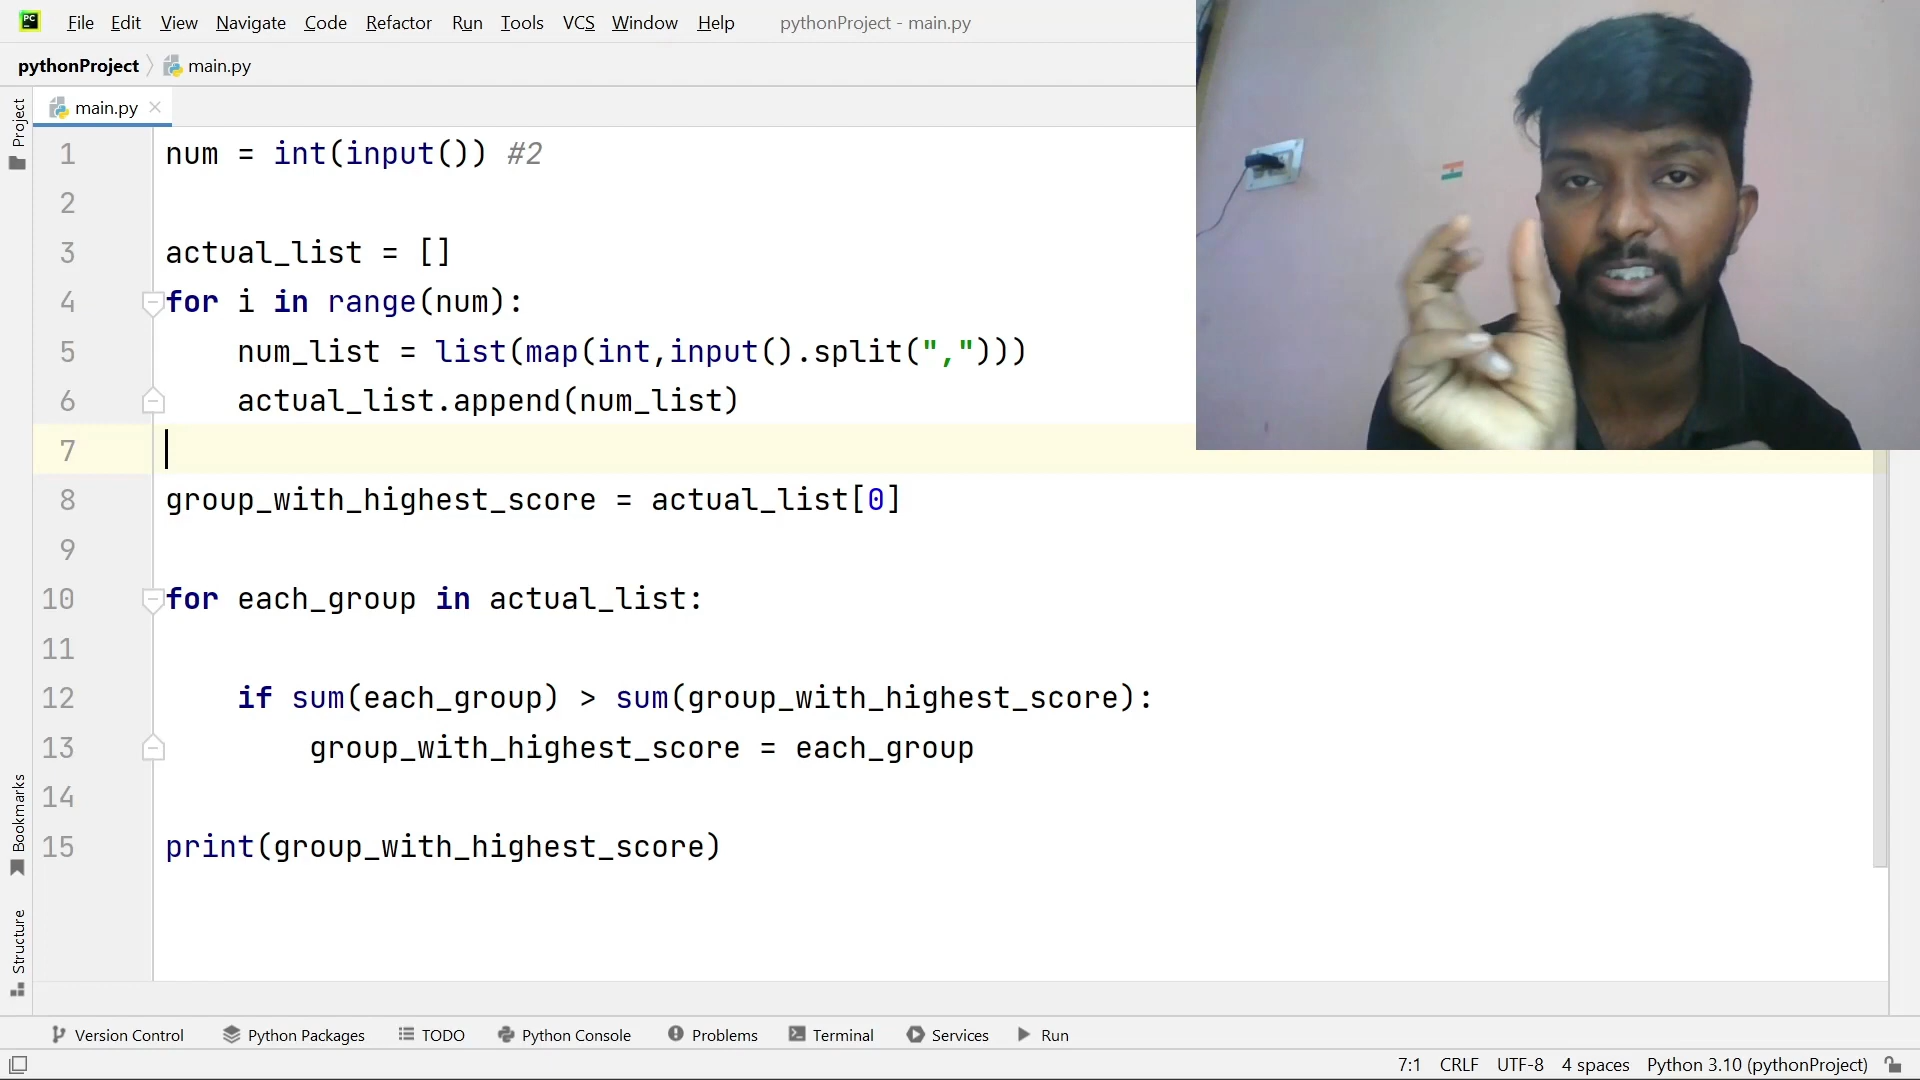 PC File Edit View Navigate Code Refactor Run Tools VCS Window Help pythonProject - main.py
pythonProject main.py
Project
main.py
1 num = int(input()) #2
2
3 actual_list = []
4 for i in range(num):
5 num_list = list(map(int,input().split(",")))
6 actual_list.append(num_list)
7
8 group_with_highest_score = actual_list[0]
9
10 for each_group in actual_list:
11
12 if sum(each_group) > sum(group_with_highest_score):
13 group_with_highest_score = each_group
14
15 print(group_with_highest_score)
Bookmarks
Structure
Version Control Python Packages TODO Python Console Problems Terminal Services Run
7:1 CRLF UTF-8 4 spaces Python 3.10 (pythonProject)